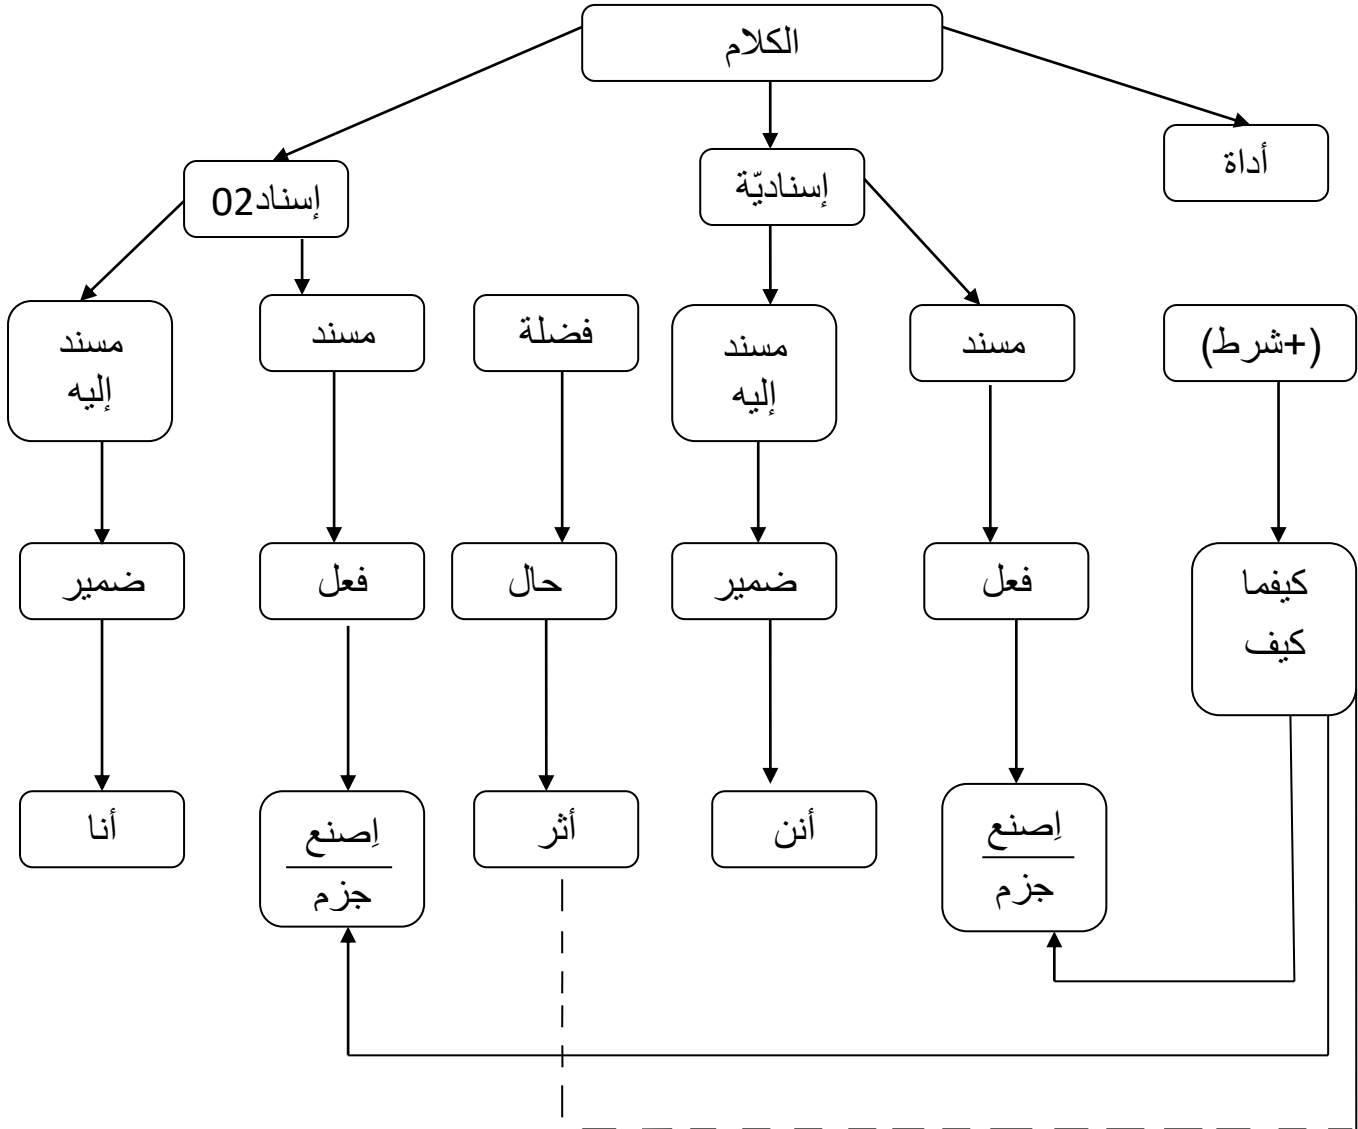 الكلام
أداة
إسناديّة
إسناد02
(+شرط)
مسند
مسند
إليه
فضلة
مسند
مسند
إليه
كيفما
كيف
فعل
ضمير
حال
فعل
ضمير
اِصنع
جزم
أنن
أثر
اِصنع
جزم
أنا